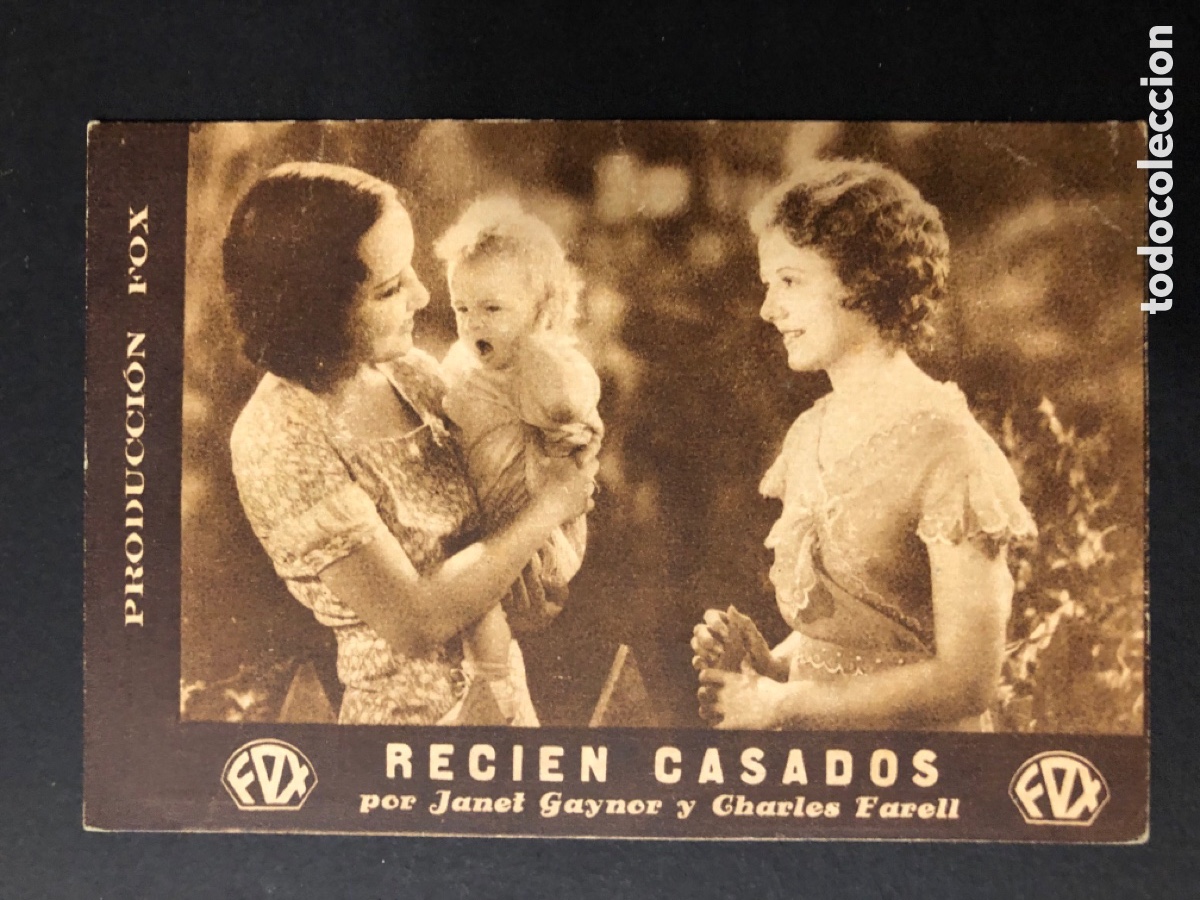 PRODUCCIÓN FOX
RECIEN CASADOS
por Janet Gaynor y Charles Farell
FOX
FOX
todocoleccion